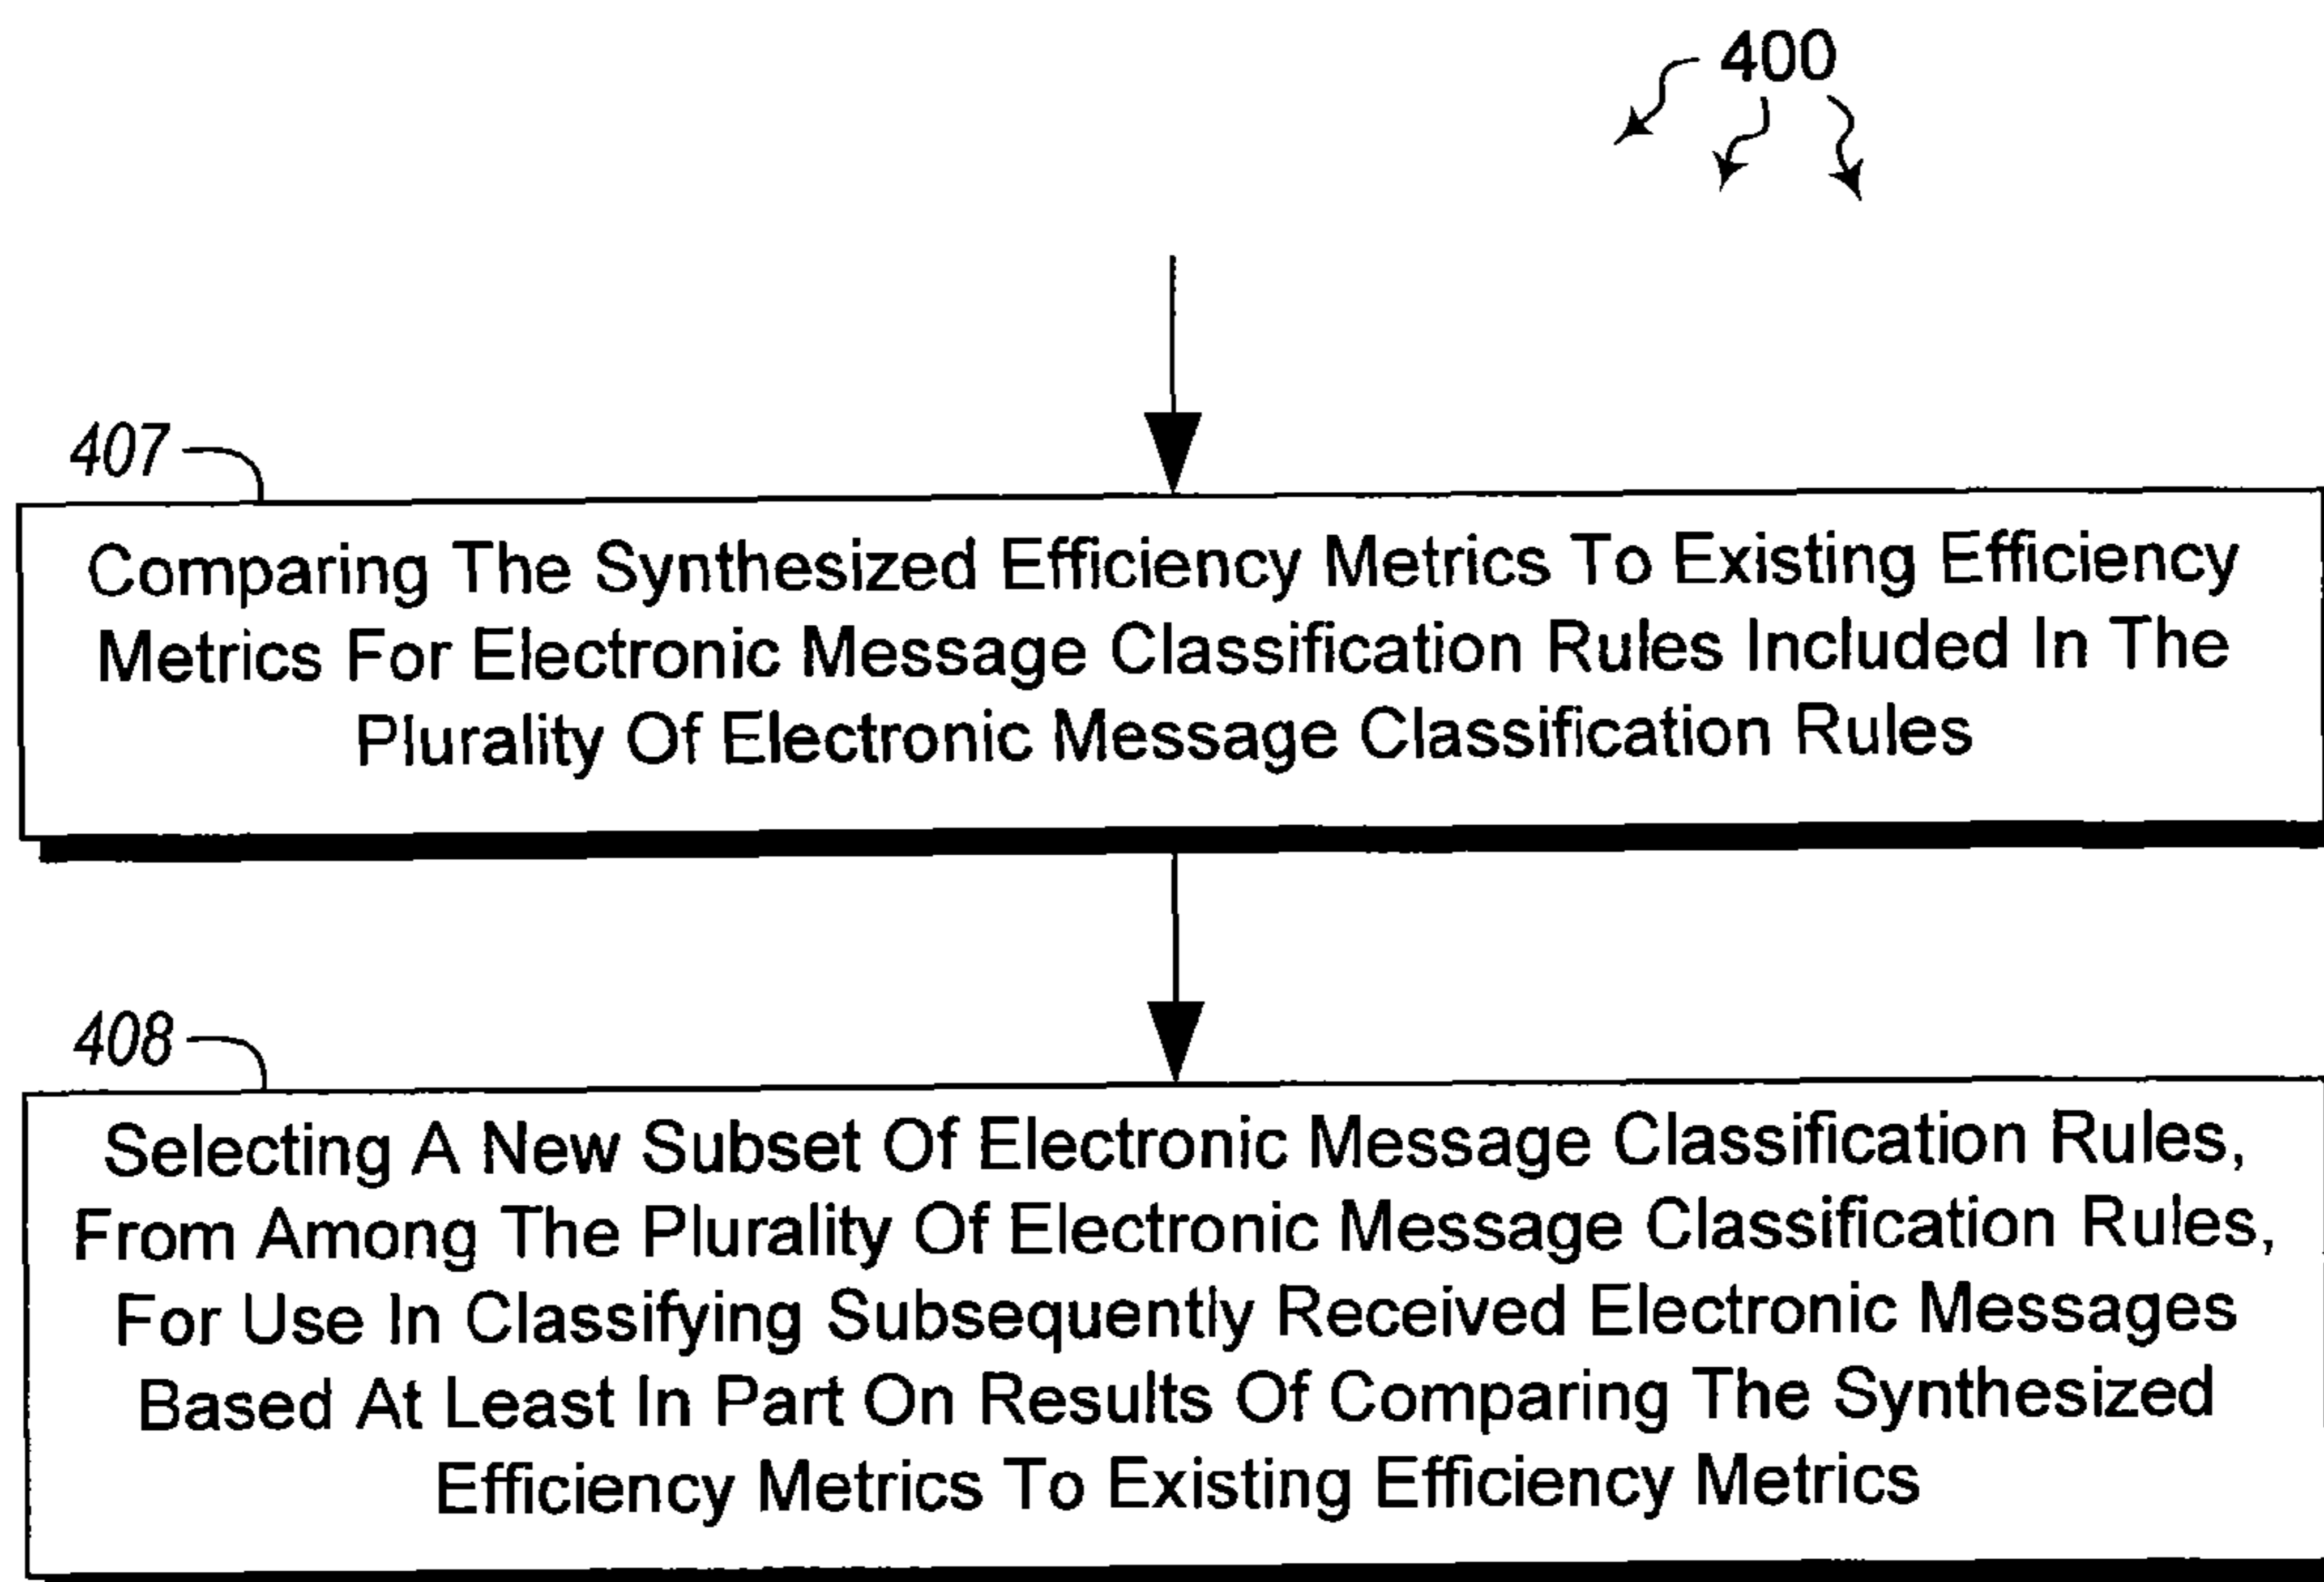 400
407
Comparing The Synthesized Efficiency Metrics To Existing Efficiency
Metrics For Electronic Message Classification Rules Included In The
Plurality Of Electronic Message Classification Rules
408
Selecting A New Subset Of Electronic Message Classification Rules,
From Among The Plurality Of Electronic Message Classification Rules,
For Use In Classifying Subsequently Received Electronic Messages
Based At Least In Part On Results Of Comparing The Synthesized
Efficiency Metrics To Existing Efficiency Metrics